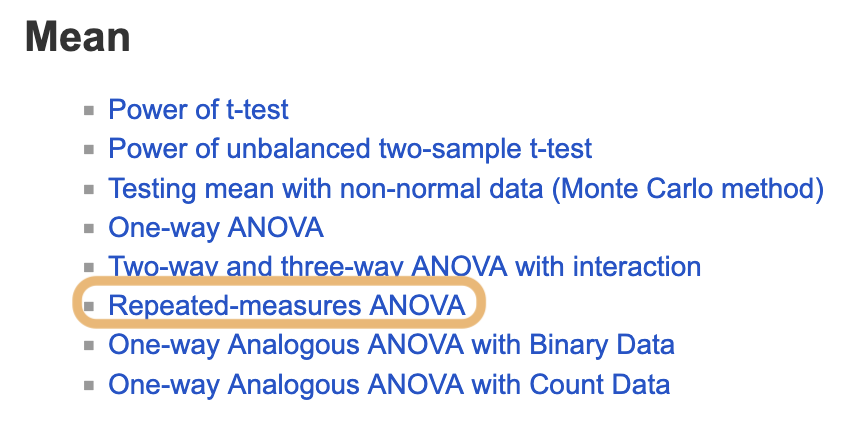 Mean
Power of t-test
Power of unbalanced two-sample t-test
Testing mean with non-normal data (Monte Carlo method)
One-way ANOVA
Two-way and three-way ANOVA with interaction
Repeated-measures ANOVA
One-way Analogous ANOVA with Binary Data
One-way Analogous ANOVA with Count Data